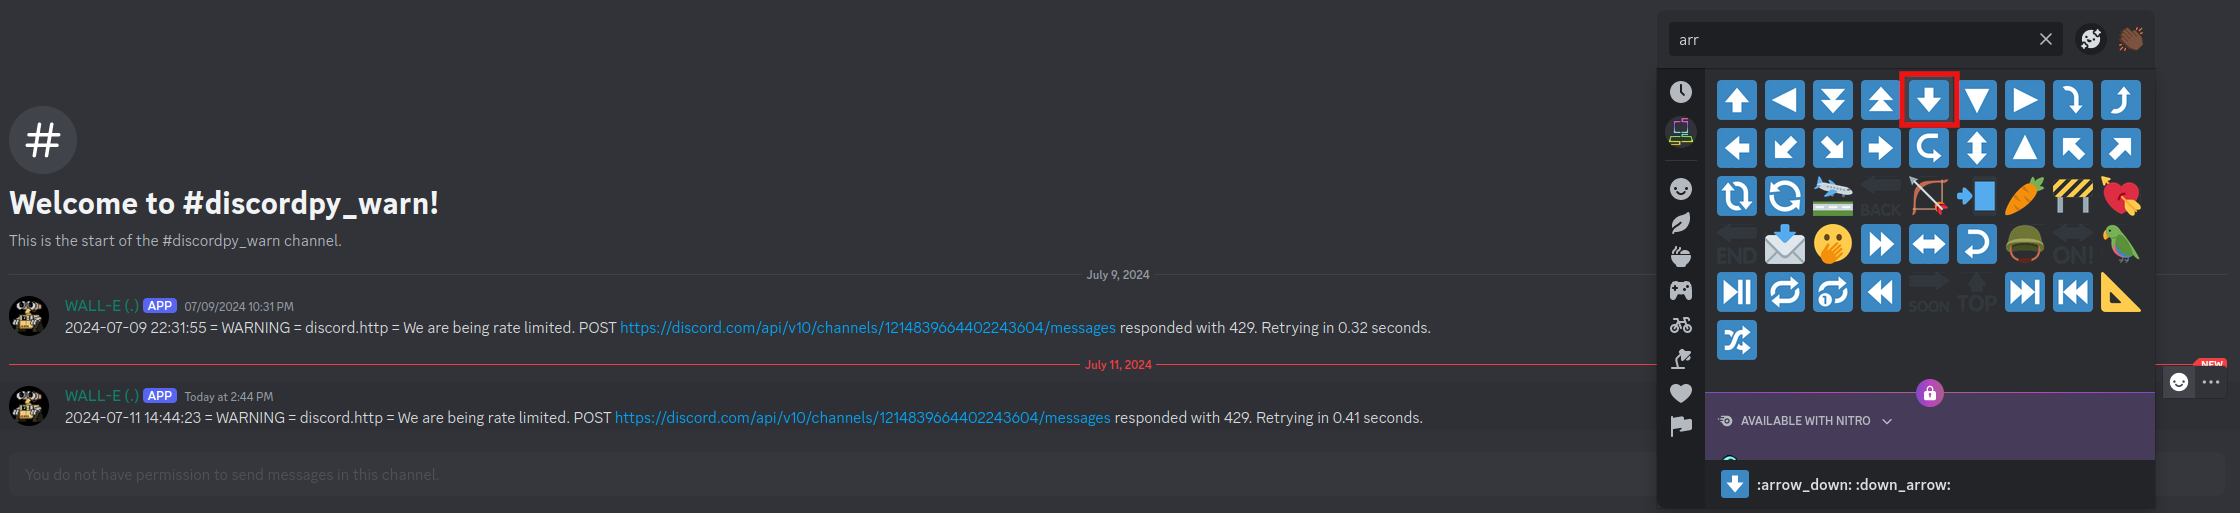 Welcome to #discordpy_warn!
This is the start of the #discordpy_warn channel.
July 9, 2024
WALL-E (.) APP 07/09/2024 10:31 PM
2024-07-09 22:31:55 = WARNING = discord.http = We are being rate limited. POST https://discord.com/api/v10/channels/1214839664402243604/messages responded with 429. Retrying in 0.32 seconds.
July 11, 2024
NEW
WALL-E (.) APP Today at 2:44 PM
2024-07-11 14:44:23 = WARNING = discord.http = We are being rate limited. POST https://discord.com/api/v10/channels/1214839664402243604/messages responded with 429. Retrying in 0.41 seconds.
You do not have permission to send messages in this channel.
arr
BACK
END
ON!
1
SOON
TOP
AVAILABLE WITH NITRO
:arrow_down: :down_arrow: